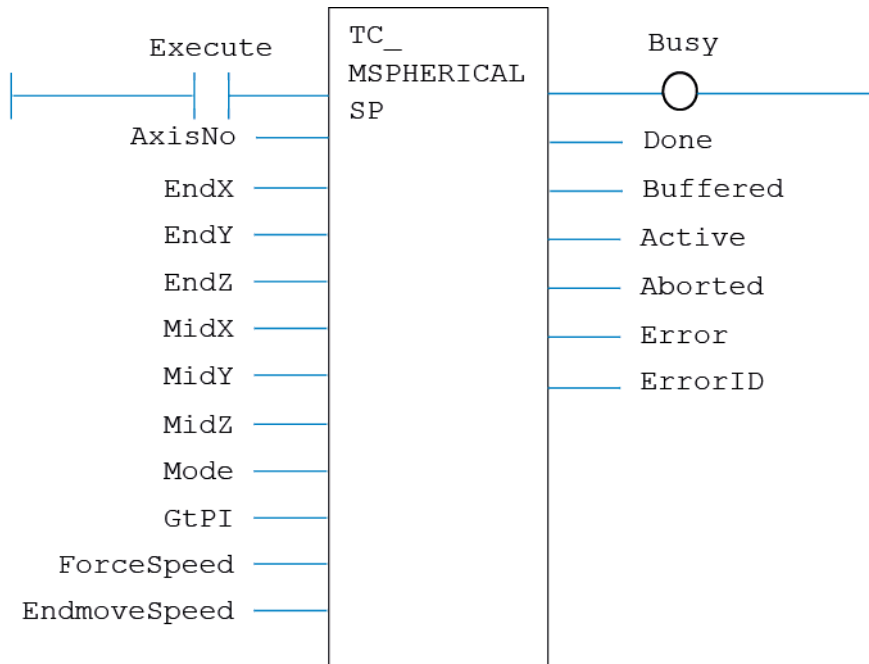 Execute
TC_
MSPHERICAL
SP
Busy
AxisNo
Done
EndX
Buffered
EndY
Active
EndZ
Aborted
MidX
Error
MidY
ErrorID
MidZ
Mode
GtPI
ForceSpeed
EndmoveSpeed